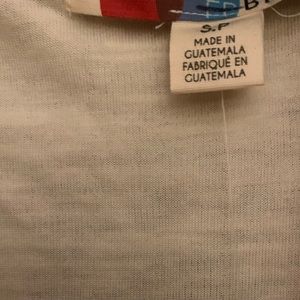 S.P
MADE IN
GUATEMALA
FABRIQUÉ EN
GUATEMALA